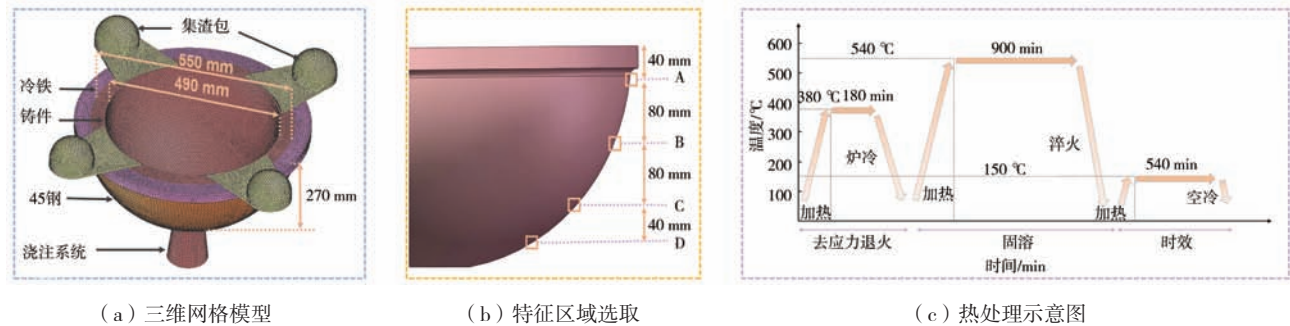 集渣包
550 mm
490 mm
冷铁
铸件
45钢
270 mm
浇注系统
(a)三维网格模型
40 mm
A
80 mm
B
80 mm
C
40 mm
D
(b)特征区域选取
温度/℃
600
500
400
300
200
100
540 ℃
900 min
380 ℃
180 min
炉冷
淬火
150 ℃
540 min
空冷
加热
加热
加热
去应力退火
固溶
时效
时间/min
(c)热处理示意图